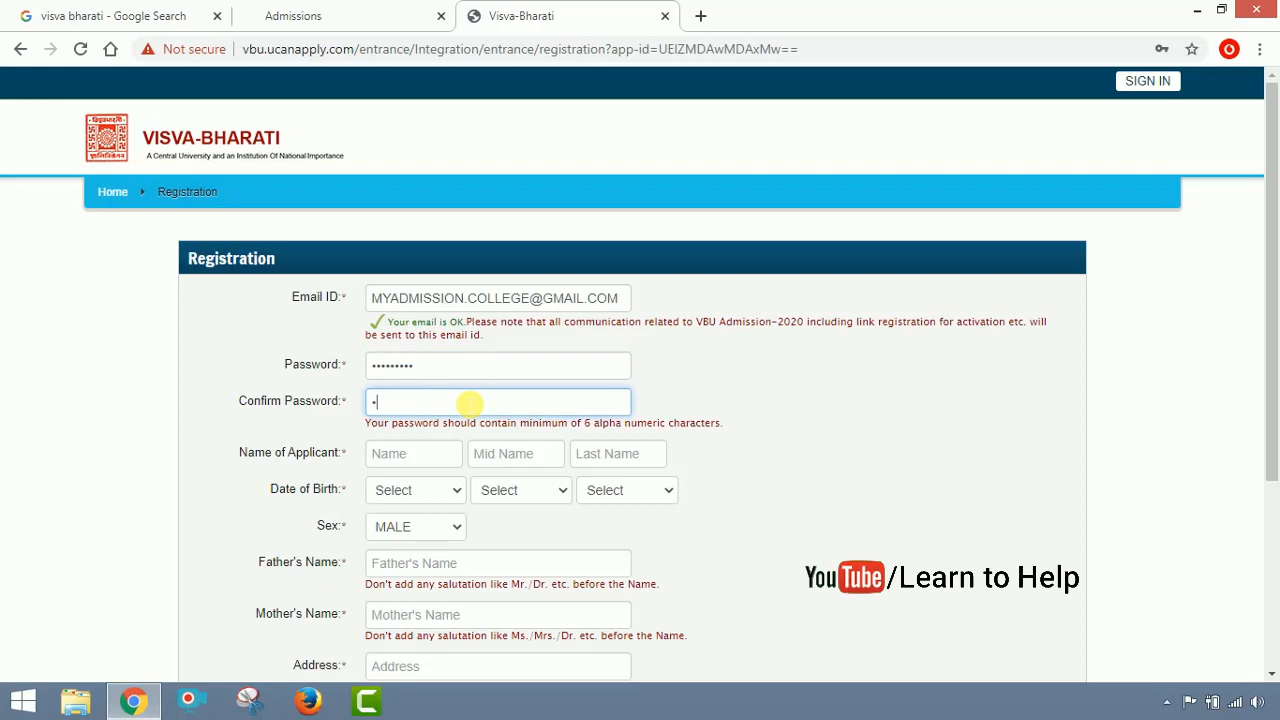 visva bharati - Google Search
Admissions
Visva-Bharati
Not secure
vbu.ucanapply.com/entrance/Integration/entrance/registration?app-id=UElZMDAwMDAxMw==
SIGN IN
VISVA-BHARATI
A Central University and an Institution Of National Importance
Home Registration
Registration
Email ID:* MYADMISSION.COLLEGE@GMAIL.COM
Your email is OK.Please note that all communication related to VBU Admission-2020 including link registration for activation etc. will
be sent to this email id.
Password:* •••••••••
Confirm Password:* •
Your password should contain minimum of 6 alpha numeric characters.
Name of Applicant:* Name Mid Name Last Name
Date of Birth:* Select Select Select
Sex:* MALE
Father's Name:* Father's Name
Don't add any salutation like Mr./Dr. etc. before the Name.
YouTube/Learn to Help
Mother's Name:* Mother's Name
Don't add any salutation like Ms./Mrs./Dr. etc. before the Name.
Address:* Address